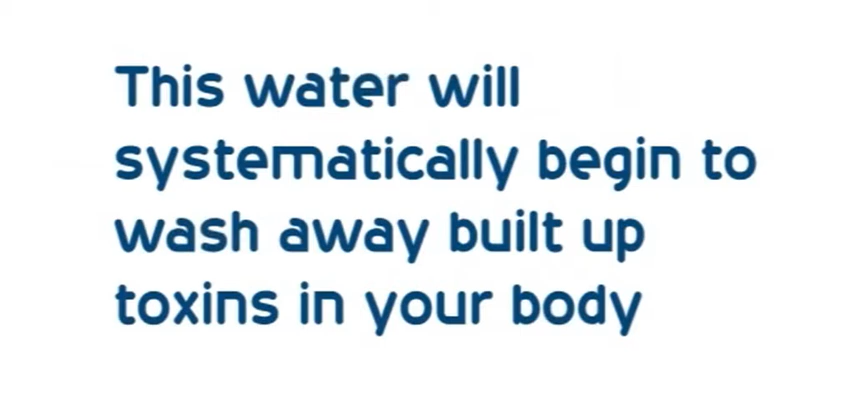 This water will
systematically begin to
wash away built up
toxins in your body